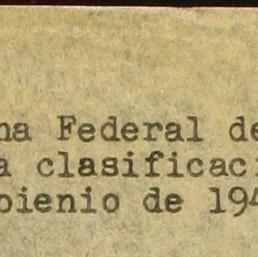 na Federal de
a clasificaci
bienio de 194